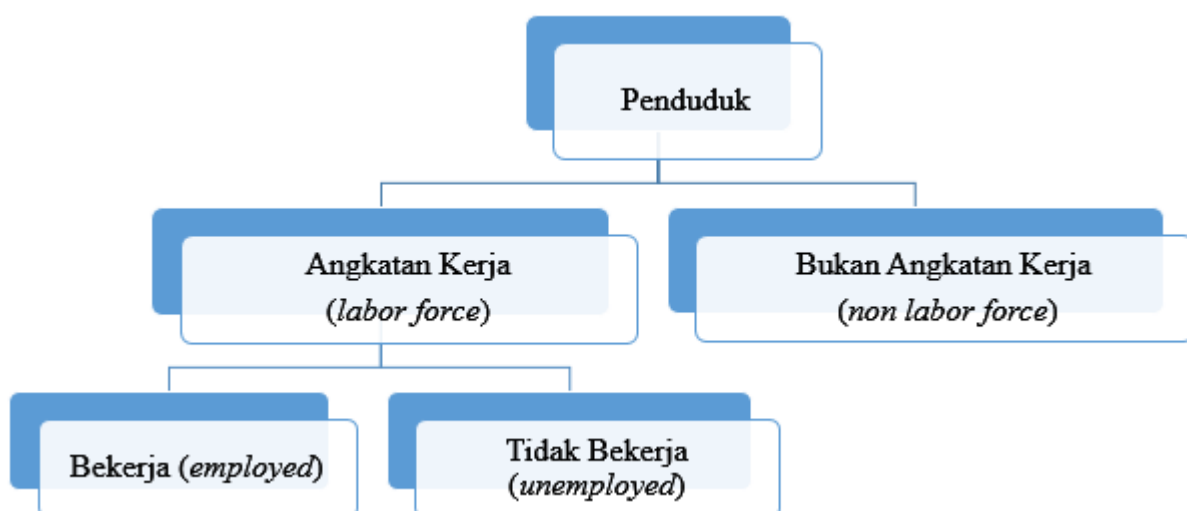 Penduduk
Angkatan Kerja
(labor force)
Bukan Angkatan Kerja
(non labor force)
Bekerja (employed)
Tidak Bekerja
(unemployed)